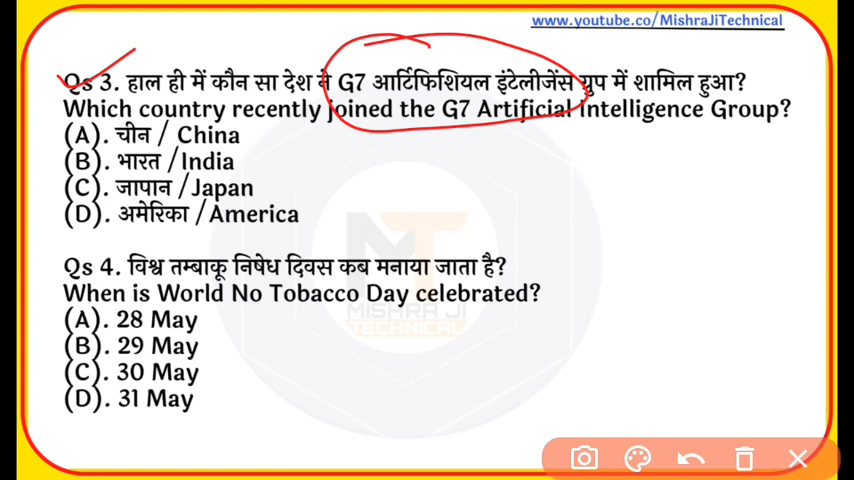 www.youtube.co/MishraJiTechnical
Qs 3. हाल ही में कौन सा देश ने G7 आर्टिफिशियल इंटेलीजेंस ग्रुप में शामिल हुआ?
Which country recently joined the G7 Artificial Intelligence Group?
(A). चीन / China
(B). भारत /India
(C). जापान /Japan
(D). अमेरिका /America
Qs 4. विश्व तम्बाकू निषेध दिवस कब मनाया जाता है?
When is World No Tobacco Day celebrated?
(A). 28 May
(B). 29 May
(C). 30 May
(D). 31 May
MT
MISHRA JI
TECHNICAL